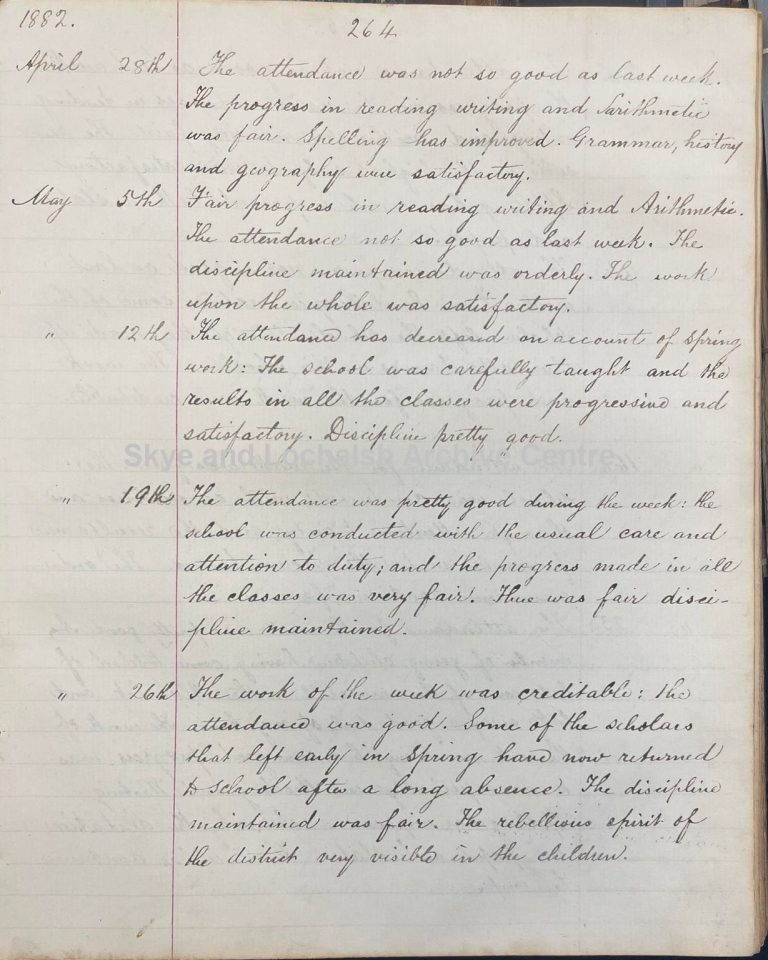 1882.
264
April 28th The attendance was not so good as last week.
The progress in reading writing and Arithmetic
was fair. Spelling has improved. Grammar, history
and geography were satisfactory.
May 5th Fair progress in reading writing and Arithmetic.
The attendance not so good as last week. The
discipline maintained was orderly. The work
upon the whole was satisfactory.
" 12th The attendance has decreased on account of Spring
work: The school was carefully taught and the
results in all the classes were progressive and
satisfactory. Discipline pretty good.
Skye and Lochalsh Archive Centre
" 19th The attendance was pretty good during the week: the
school was conducted with the usual care and
attention to duty; and the progress made in all
the classes was very fair. There was fair disci-
pline maintained.
" 26th The work of the week was creditable: the
attendance was good. Some of the scholars
that left early in Spring have now returned
to school after a long absence. The discipline
maintained was fair. The rebellious spirit of
the district very visible in the children.